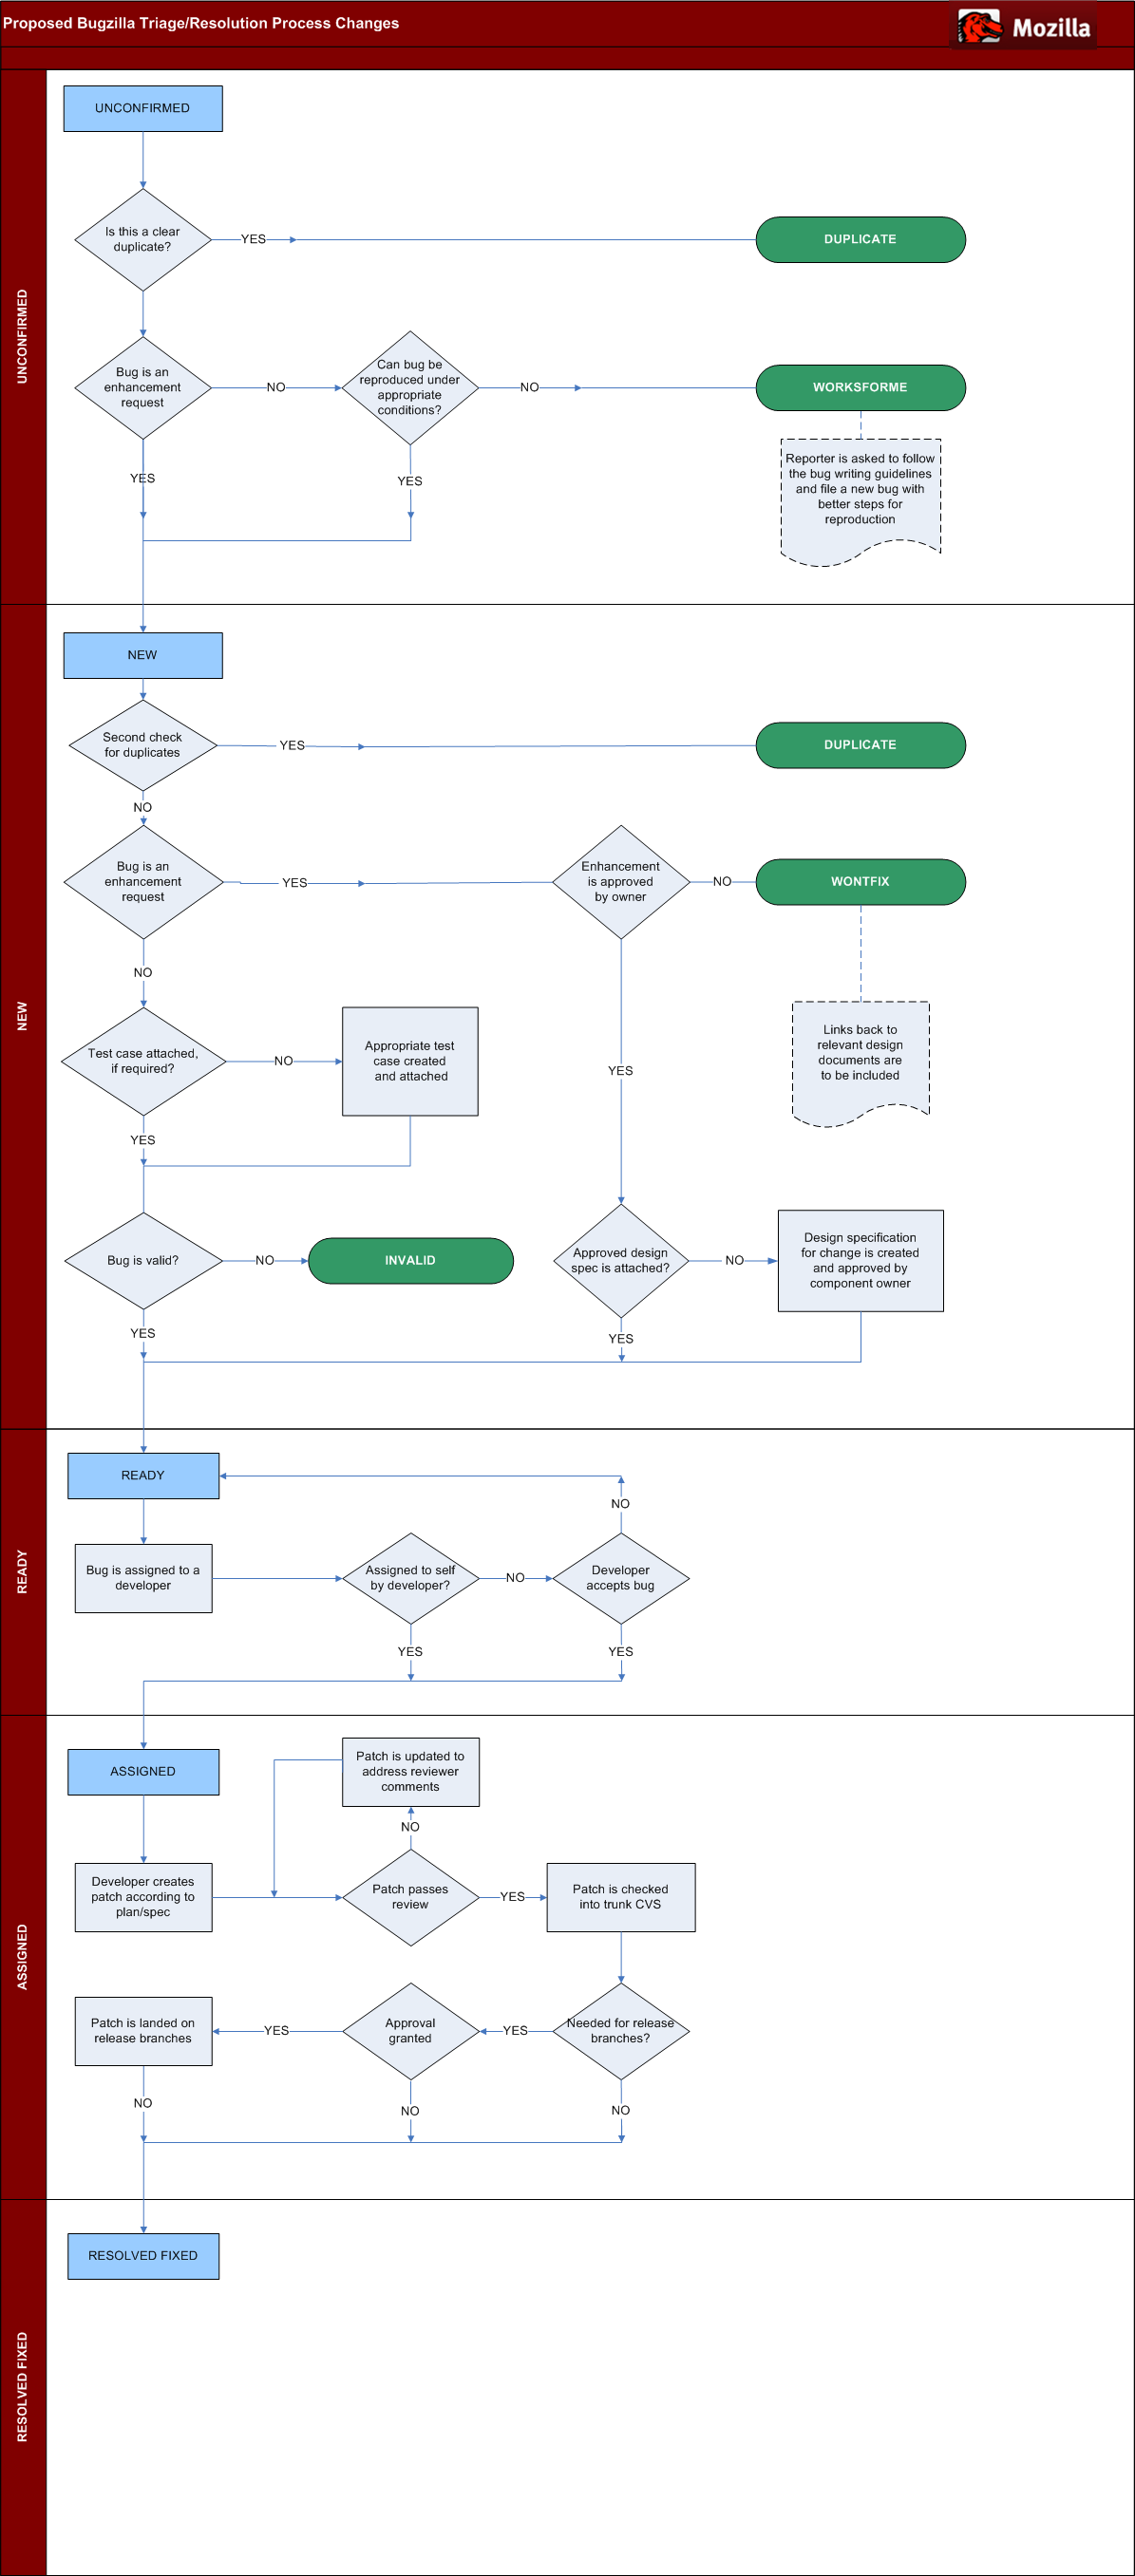 Proposed Bugzilla Triage/Resolution Process Changes
Mozilla
UNCONFIRMED
UNCONFIRMED
Is this a clear
duplicate?
YES
DUPLICATE
Bug is an
enhancement
request
NO
Can bug be
reproduced under
appropriate
conditions?
NO
WORKSFORME
YES
YES
Reporter is asked to follow
the bug writing guidelines
and file a new bug with
better steps for
reproduction
NEW
NEW
Second check
for duplicates
YES
DUPLICATE
NO
Bug is an
enhancement
request
YES
Enhancement
is approved
by owner
NO
WONTFIX
NO
Links back to
relevant design
documents are
to be included
Test case attached,
if required?
NO
Appropriate test
case created
and attached
YES
YES
Bug is valid?
NO
INVALID
Approved design
spec is attached?
NO
Design specification
for change is created
and approved by
component owner
YES
YES
READY
READY
NO
Bug is assigned to a
developer
Assigned to self
by developer?
NO
Developer
accepts bug
YES
YES
ASSIGNED
ASSIGNED
Patch is updated to
address reviewer
comments
NO
Developer creates
patch according to
plan/spec
Patch passes
review
YES
Patch is checked
into trunk CVS
Patch is landed on
release branches
YES
Approval
granted
YES
Needed for release
branches?
NO
NO
NO
RESOLVED FIXED
RESOLVED FIXED